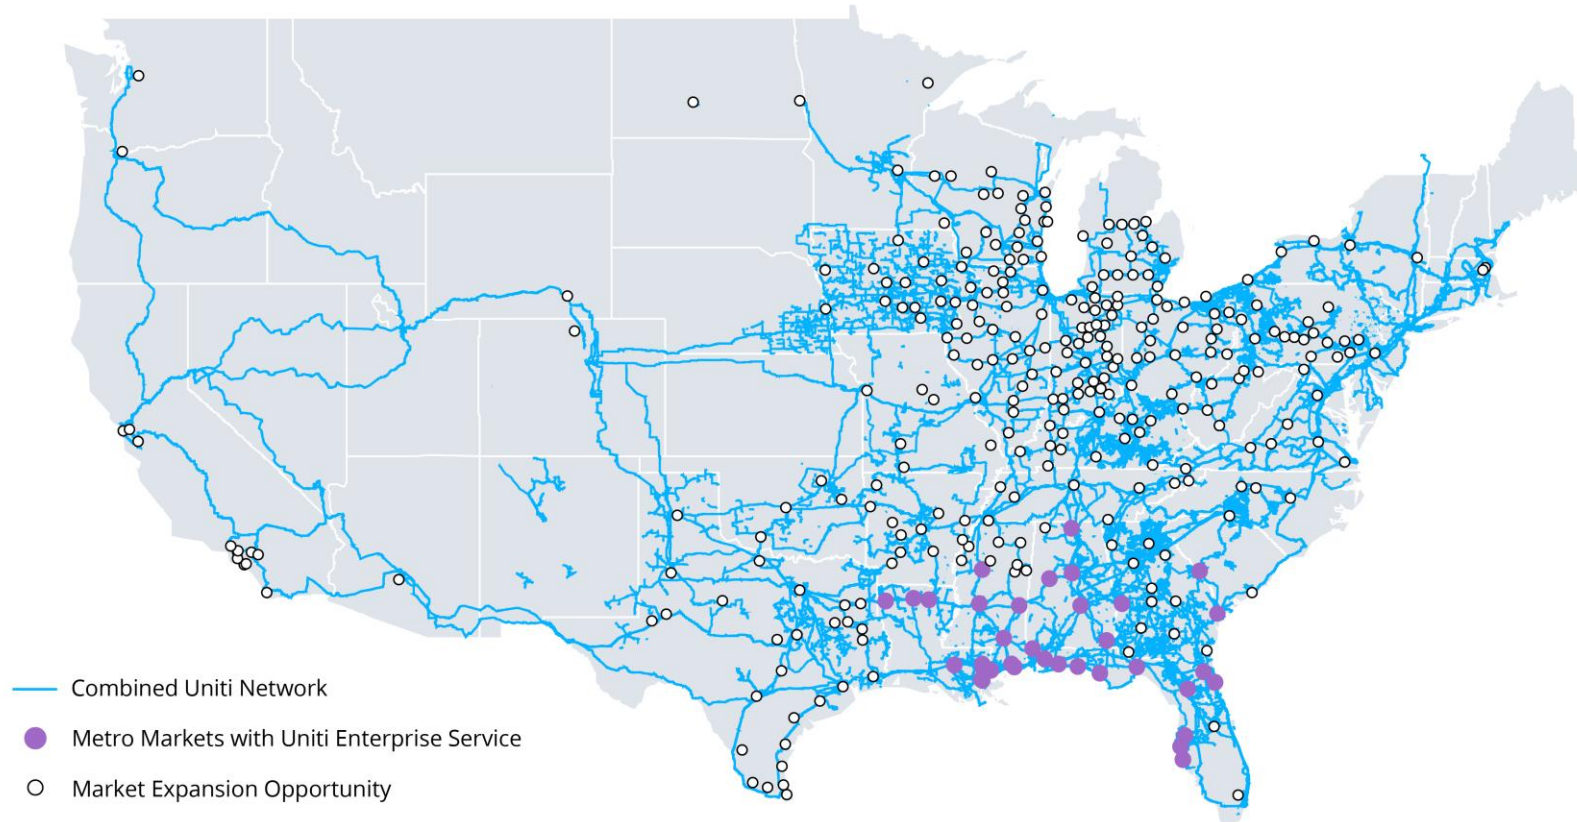 Combined Uniti Network
Metro Markets with Uniti Enterprise Service
Market Expansion Opportunity